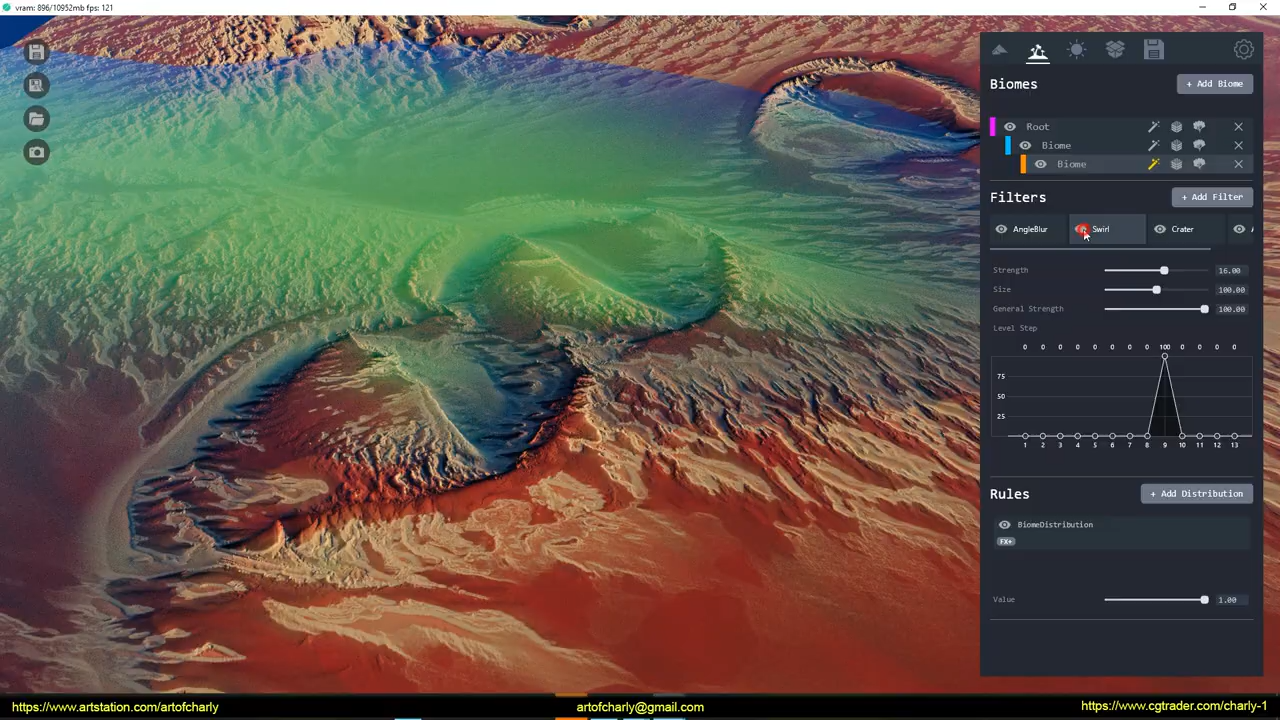 vram: 896/10952mb fps: 121
Biomes
+ Add Biome
Root
Biome
Biome
Filters
+ Add Filter
AngleBlur
Swirl
Crater
Strength
16.00
Size
100.00
General Strength
100.00
Level Step
0 0 0 0 0 0 0 0 100 0 0 0 0
75
50
25
1 2 3 4 5 6 7 8 9 10 11 12 13
Rules
+ Add Distribution
BiomeDistribution
FX+
Value
1.00
https://www.artstation.com/artofcharly
artofcharly@gmail.com
https://www.cgtrader.com/charly-1